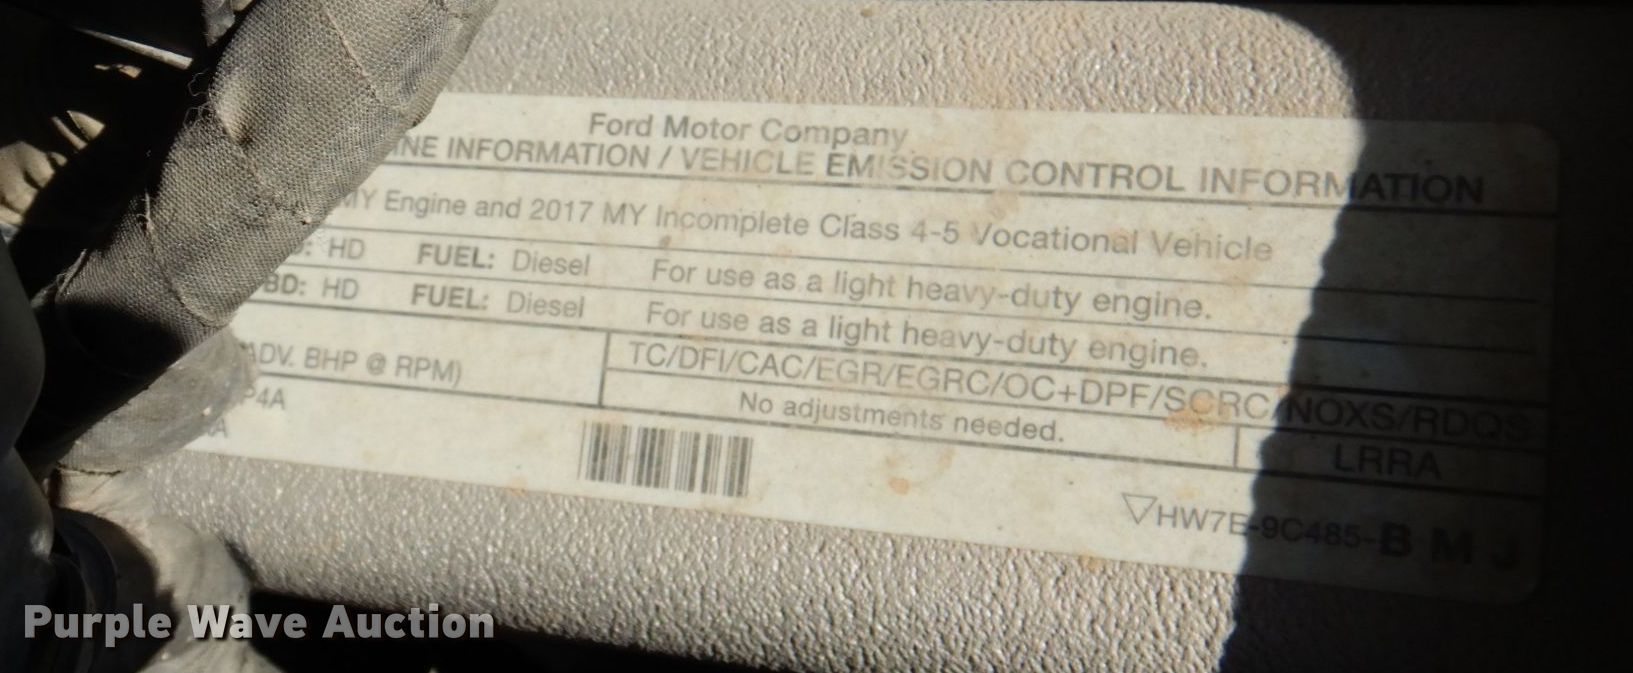 Ford Motor Company
INFORMATION / VEHICLE EMISSION CONTROL INFORMATION
MY Engine and 2017 MY Incomplete Class 4-5 Vocational Vehicle
HD FUEL: Diesel For use as a light heavy-duty engine.
BD: HD FUEL: Diesel For use as a light heavy-duty engine.
ADV. BHP @ RPM) TC/DFI/CAC/EGR/EGRC/OC+DPF/SCRC/NOXS/RDQS
P4A No adjustments needed.
LRRA
HW7E-9C485-B M J
Purple Wave Auction